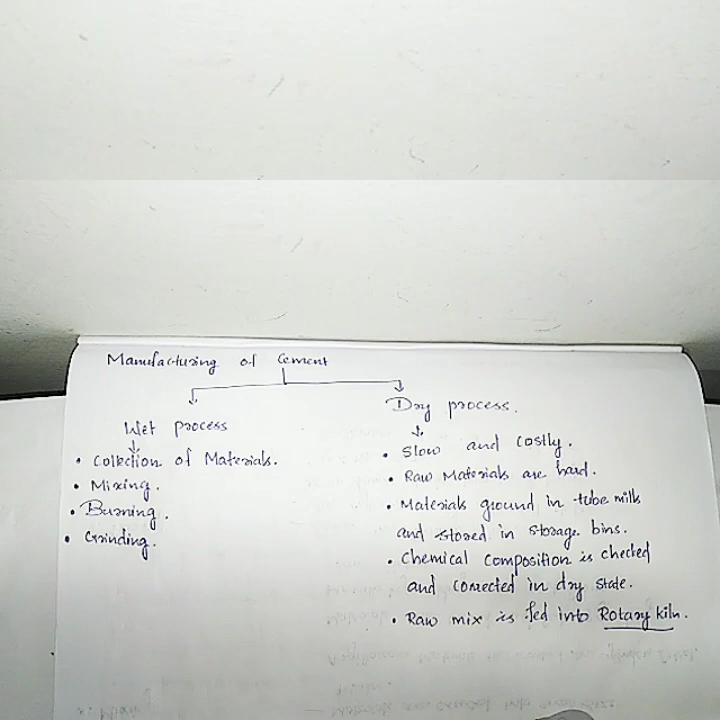 Manufacturing of Cement
Wet process
• Collection of Materials.
• Mixing.
• Burning.
• Grinding.
Dry process.
• Slow and costly.
• Raw Materials are hard.
• Materials ground in tube mills
and stored in storage bins.
• Chemical composition is checked
and corrected in dry state.
• Raw mix is fed into Rotary kiln.